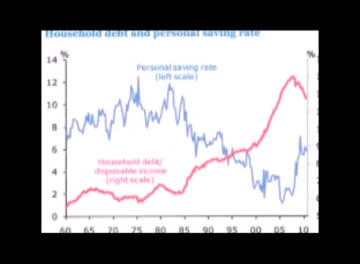 Household debt and personal saving rate
% %
14
Personal saving rate
(left scale)
12
10
8
6
Household debt/
disposable income
(right scale)
4
2
0
60 65 70 75 80 85 90 95 00 05 10